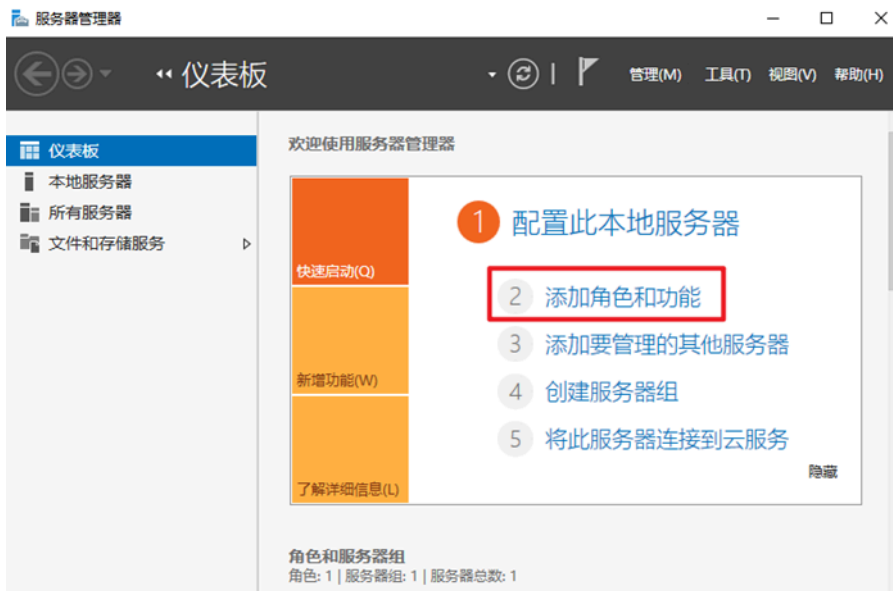 服务器管理器
仪表板
管理(M) 工具(T) 视图(V) 帮助(H)
仪表板
本地服务器
所有服务器
文件和存储服务
欢迎使用服务器管理器
快速启动(Q)
新增功能(W)
了解详细信息(L)
1 配置此本地服务器
2 添加角色和功能
3 添加要管理的其他服务器
4 创建服务器组
5 将此服务器连接到云服务
隐藏
角色和服务器组
角色: 1 | 服务器组: 1 | 服务器总数: 1